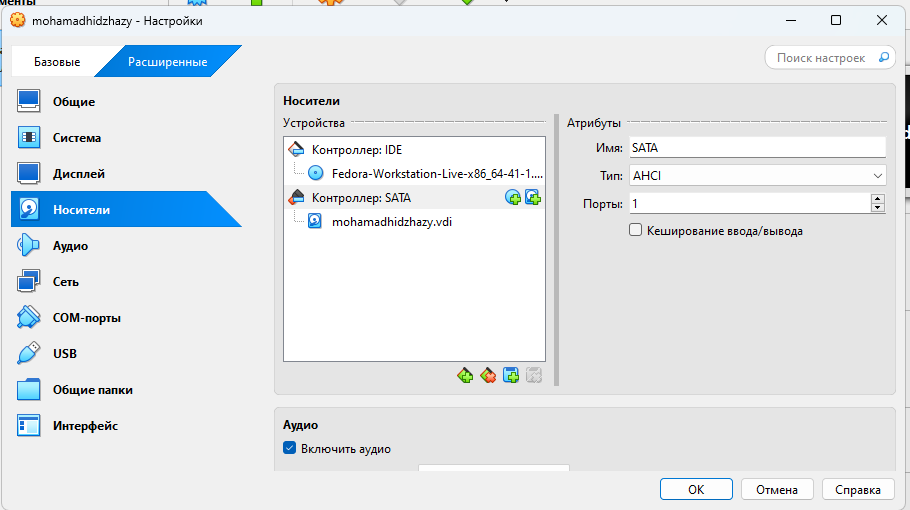 mohamadhidzhazy - Настройки
Базовые
Расширенные
Поиск настроек
Общие
Система
Дисплей
Носители
Аудио
Сеть
COM-порты
USB
Общие папки
Интерфейс
Носители
Устройства
Контроллер: IDE
Fedora-Workstation-Live-x86_64-41-1....
Контроллер: SATA
mohamadhidzhazy.vdi
Атрибуты
Имя: SATA
Тип: AHCI
Порты: 1
Кеширование ввода/вывода
Аудио
Включить аудио
OK
Отмена
Справка